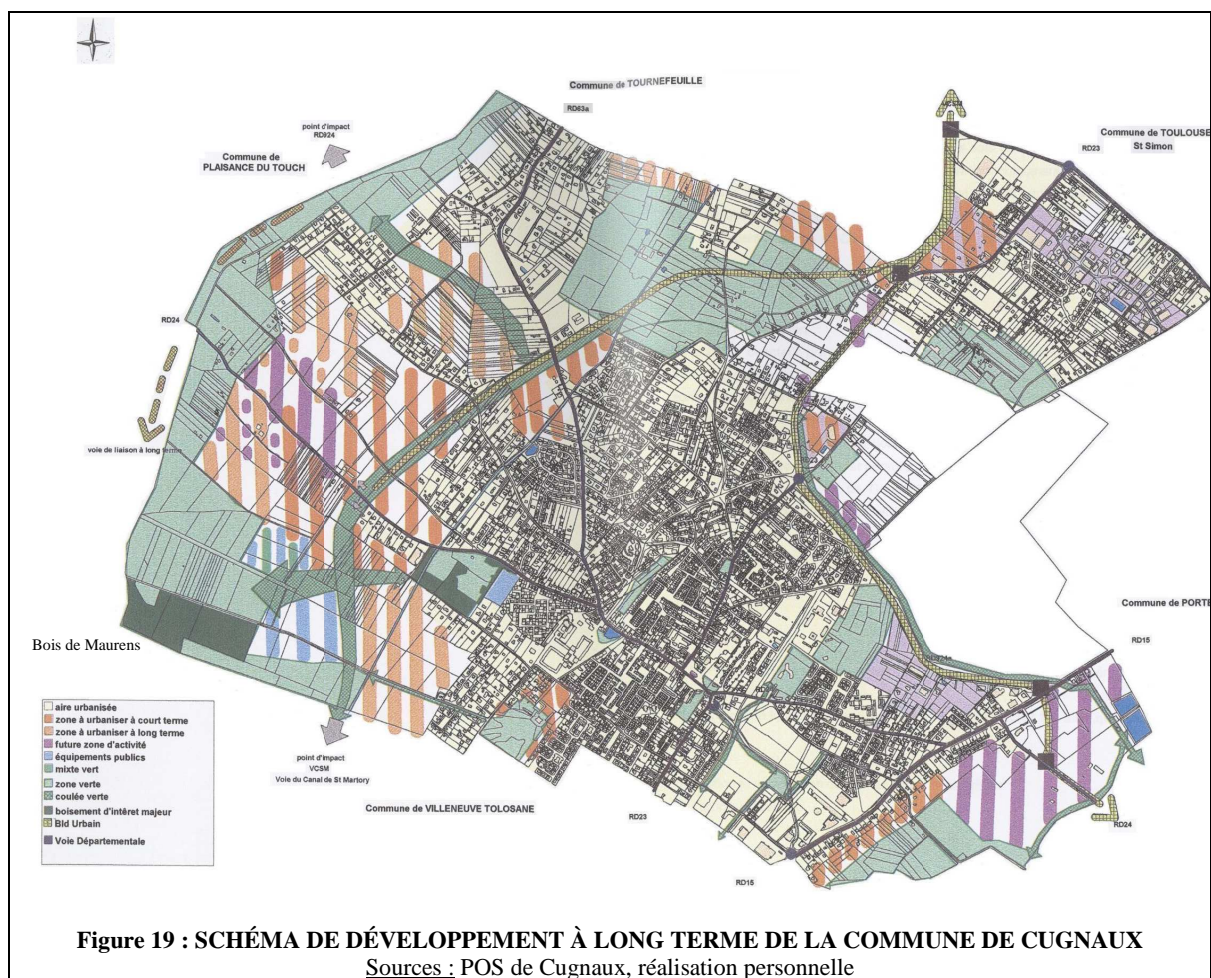 Commune de TOURNEFEUILLE
RD63a
point d'impact
RD924
Commune de
PLAISANCE DU TOUCH
VCSM
Commune de TOULOUSE
St Simon
RD23
RD24
voie de liaison à long terme
Commune de PORTE
RD15
Bois de Maurens
aire urbanisée
zone à urbaniser à court terme
zone à urbaniser à long terme
future zone d'activité
équipements publics
mixte vert
zone verte
coulée verte
boisement d'intéret majeur
Bld Urbain
Voie Départementale
point d'impact
VCSM
Voie du Canal de St Martory
Commune de VILLENEUVE TOLOSANE
RD23
RD24
RD15
Figure 19 : SCHÉMA DE DÉVELOPPEMENT À LONG TERME DE LA COMMUNE DE CUGNAUX
Sources : POS de Cugnaux, réalisation personnelle